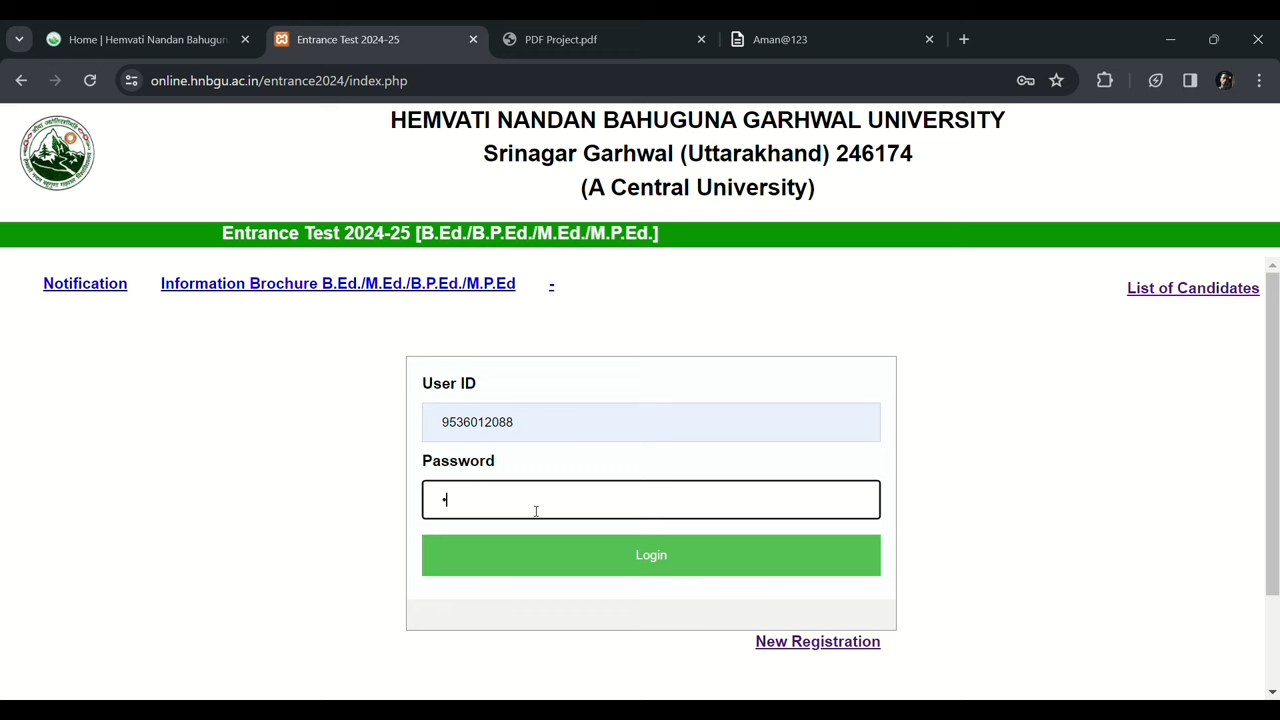 Home | Hemvati Nandan Bahugun
Entrance Test 2024-25
PDF Project.pdf
Aman@123
online.hnbgu.ac.in/entrance2024/index.php
HEMVATI NANDAN BAHUGUNA GARHWAL UNIVERSITY
Srinagar Garhwal (Uttarakhand) 246174
(A Central University)
Entrance Test 2024-25 [B.Ed./B.P.Ed./M.Ed./M.P.Ed.]
Notification Information Brochure B.Ed./M.Ed./B.P.Ed./M.P.Ed -
List of Candidates
User ID
9536012088
Password
•
Login
New Registration